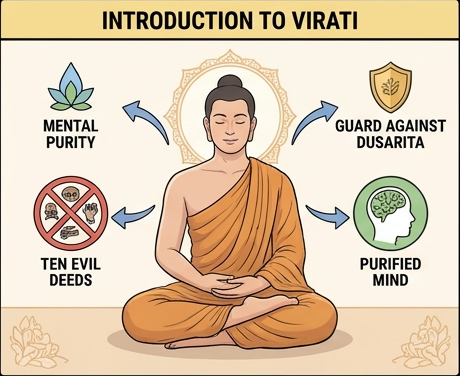 INTRODUCTION TO VIRATI
MENTAL
PURITY
GUARD AGAINST
DUSARITA
TEN EVIL
DEEDS
PURIFIED
MIND